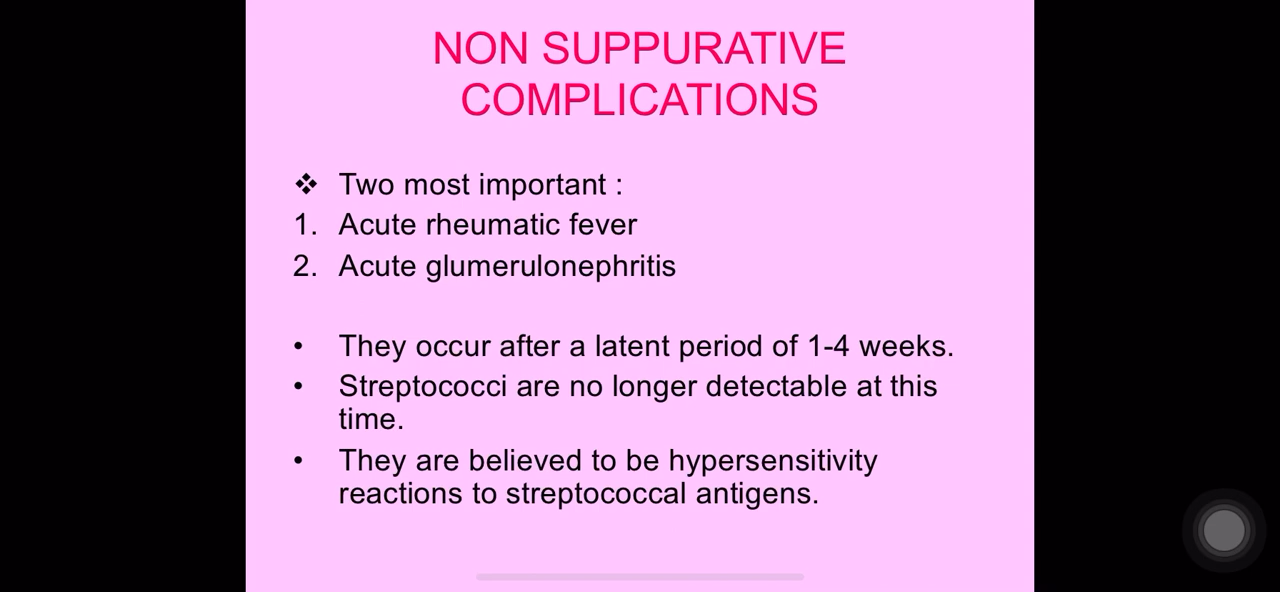 NON SUPPURATIVE
COMPLICATIONS
❖ Two most important :
1. Acute rheumatic fever
2. Acute glumerulonephritis
• They occur after a latent period of 1-4 weeks.
• Streptococci are no longer detectable at this
time.
• They are believed to be hypersensitivity
reactions to streptococcal antigens.